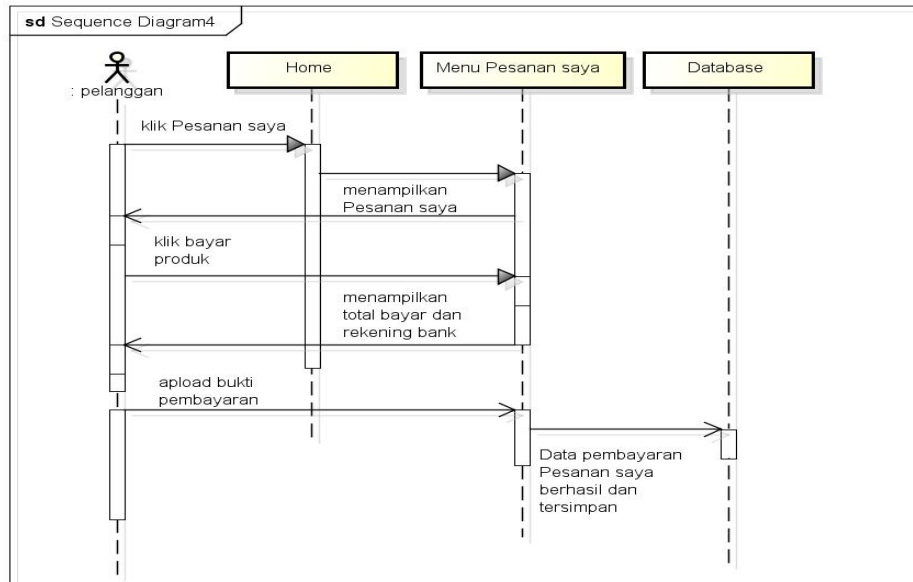 sd Sequence Diagram4
: pelanggan
Home
Menu Pesanan saya
Database
klik Pesanan saya
menampilkan
Pesanan saya
klik bayar
produk
menampilkan
total bayar dan
rekening bank
apload bukti
pembayaran
Data pembayaran
Pesanan saya
berhasil dan
tersimpan